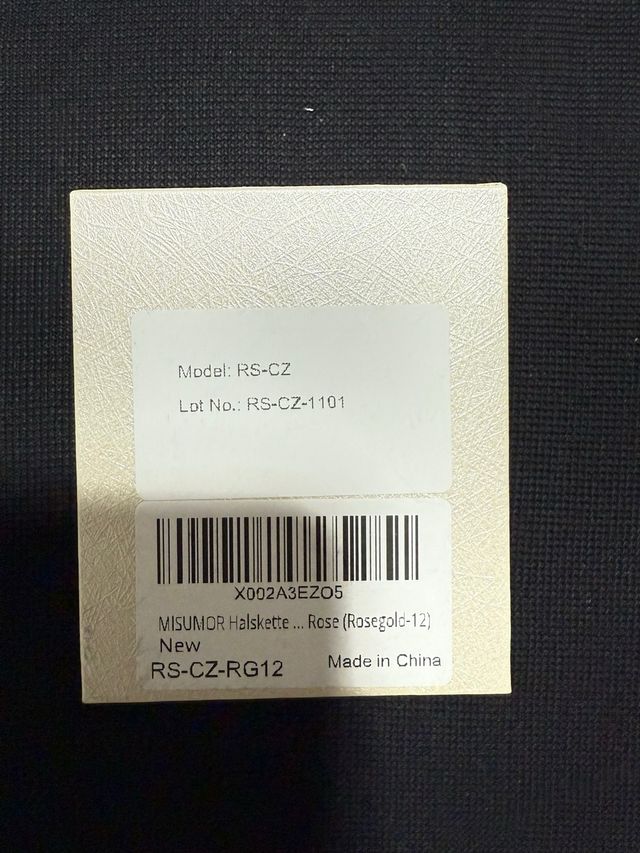 Model: RS-CZ
Lot No.: RS-CZ-1101
X002A3EZO5
MISUMOR Halskette ... Rose (Rosegold-12)
New
RS-CZ-RG12
Made in China